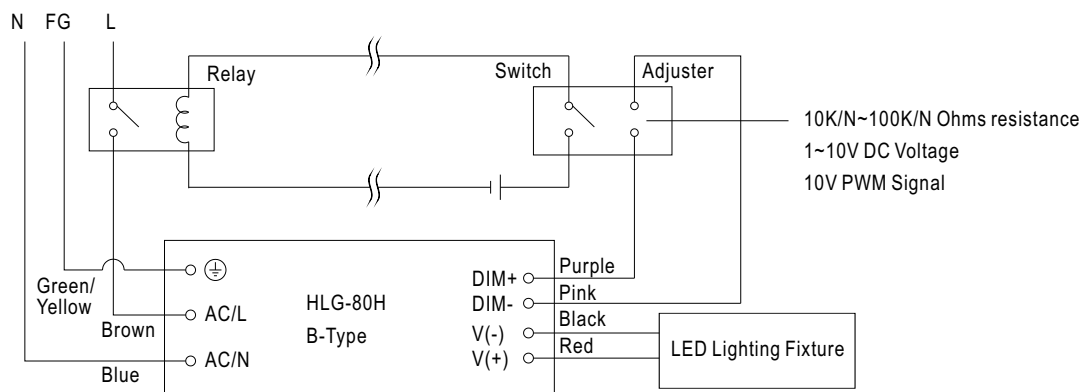 N FG L
Relay
Switch
Adjuster
10K/N~100K/N Ohms resistance
1~10V DC Voltage
10V PWM Signal
Green/
Yellow
Brown
Blue
AC/L
AC/N
HLG-80H
B-Type
DIM+
DIM-
V(-)
V(+)
Purple
Pink
Black
Red
LED Lighting Fixture